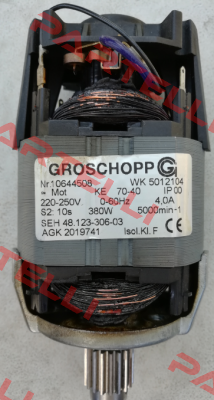 GROSCHOPP G
Nr.10644508 WK 5012104
~ Mot KE 70-40 IP 00
220-250V 0-60Hz 4,0A
S2: 10s 380W 5000min-1
SEH 48.123-306-03
AGK 2019741 Isol.Kl.F